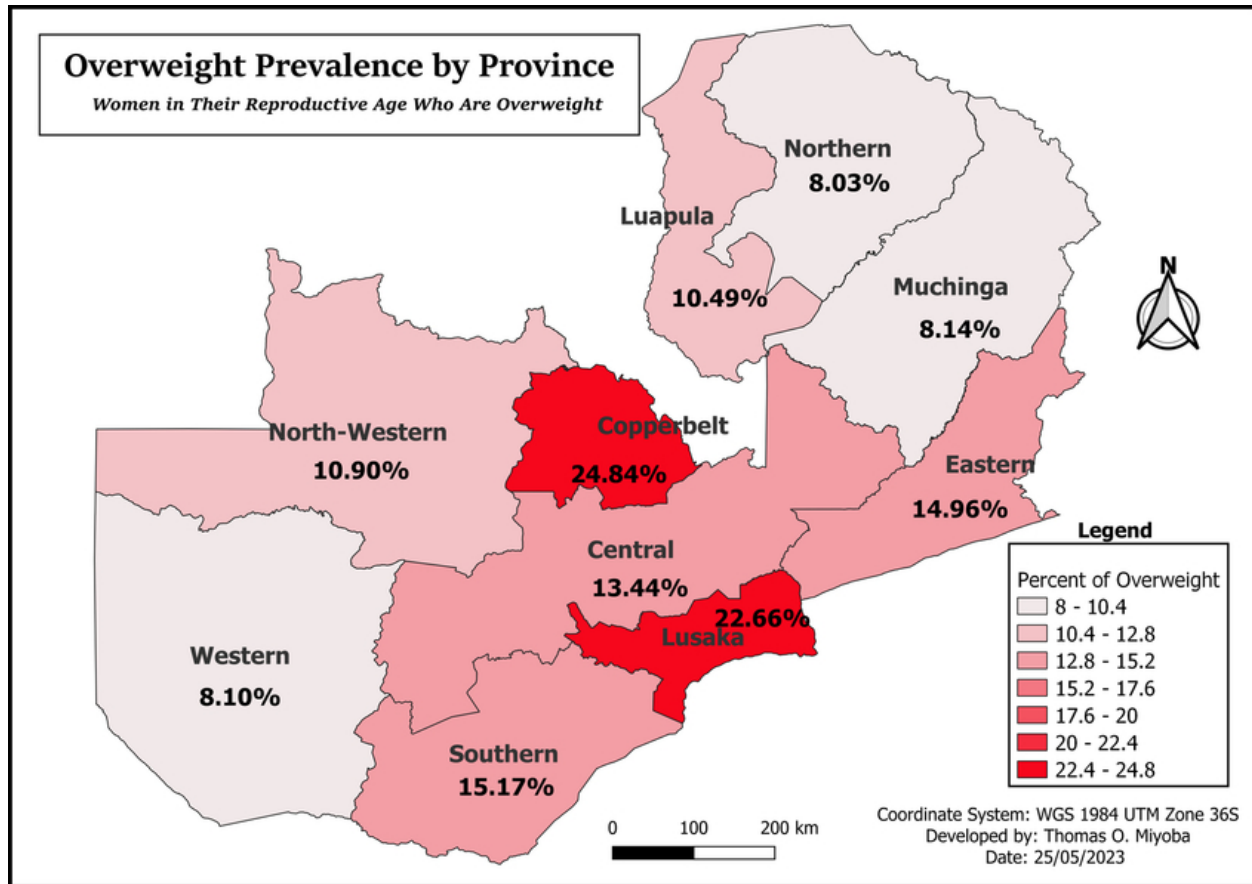 Overweight Prevalence by Province
Women in Their Reproductive Age Who Are Overweight
Northern
8.03%
Luapula
10.49%
Muchinga
8.14%
N
North-Western
10.90%
Copperbelt
24.84%
Eastern
14.96%
Central
13.44%
22.66%
Lusaka
Western
8.10%
Southern
15.17%
Legend
Percent of Overweight
8 - 10.4
10.4 - 12.8
12.8 - 15.2
15.2 - 17.6
17.6 - 20
20 - 22.4
22.4 - 24.8
0 100 200 km
Coordinate System: WGS 1984 UTM Zone 36S
Developed by: Thomas O. Miyoba
Date: 25/05/2023